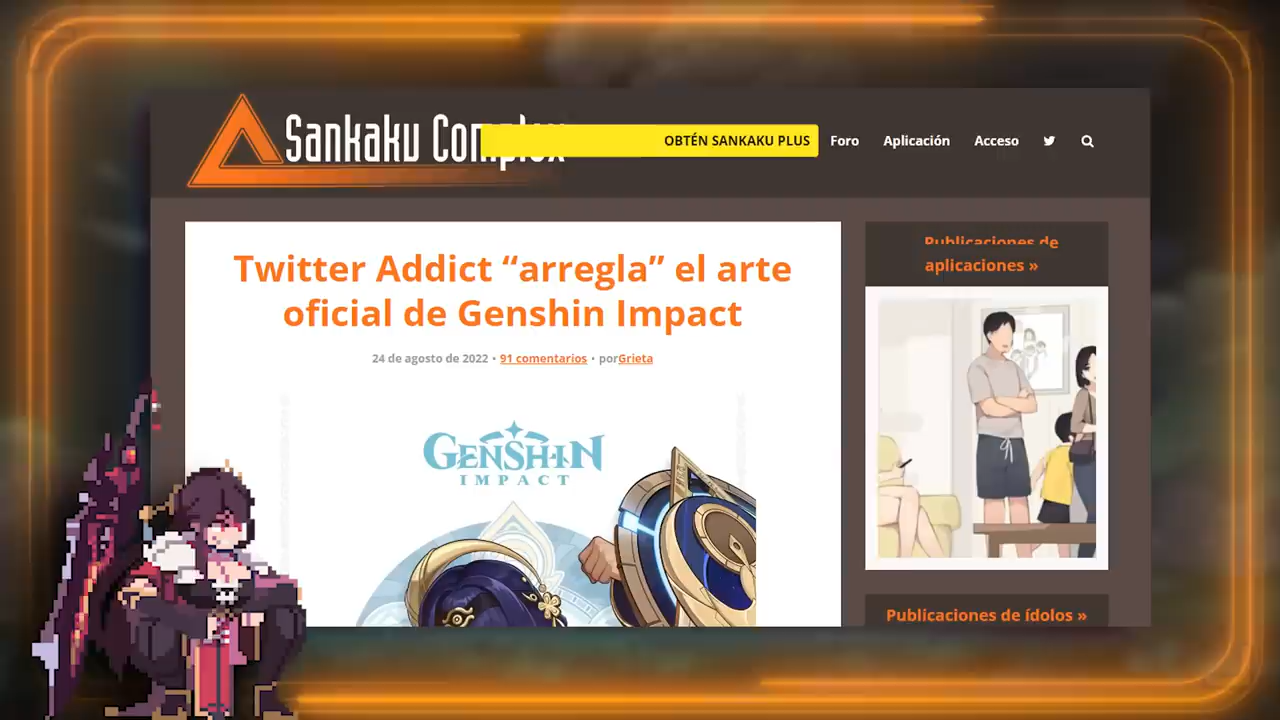 Sankaku Complex
OBTÉN SANKAKU PLUS
Foro
Aplicación
Acceso
Twitter Addict “arregla” el arte
oficial de Genshin Impact
24 de agosto de 2022 • 91 comentarios • porGrieta
GENSHIN
IMPACT
Publicaciones de
aplicaciones »
Publicaciones de ídolos »